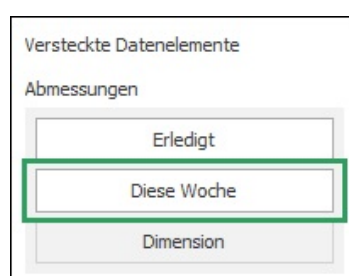 Versteckte Datenelemente
Abmessungen
Erledigt
Diese Woche
Dimension